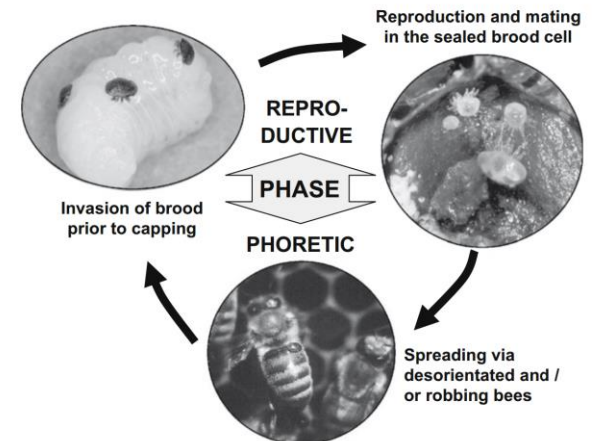 Reproduction and mating
in the sealed brood cell
REPRO-
DUCTIVE
PHASE
PHORETIC
Invasion of brood
prior to capping
Spreading via
desorientated and /
or robbing bees